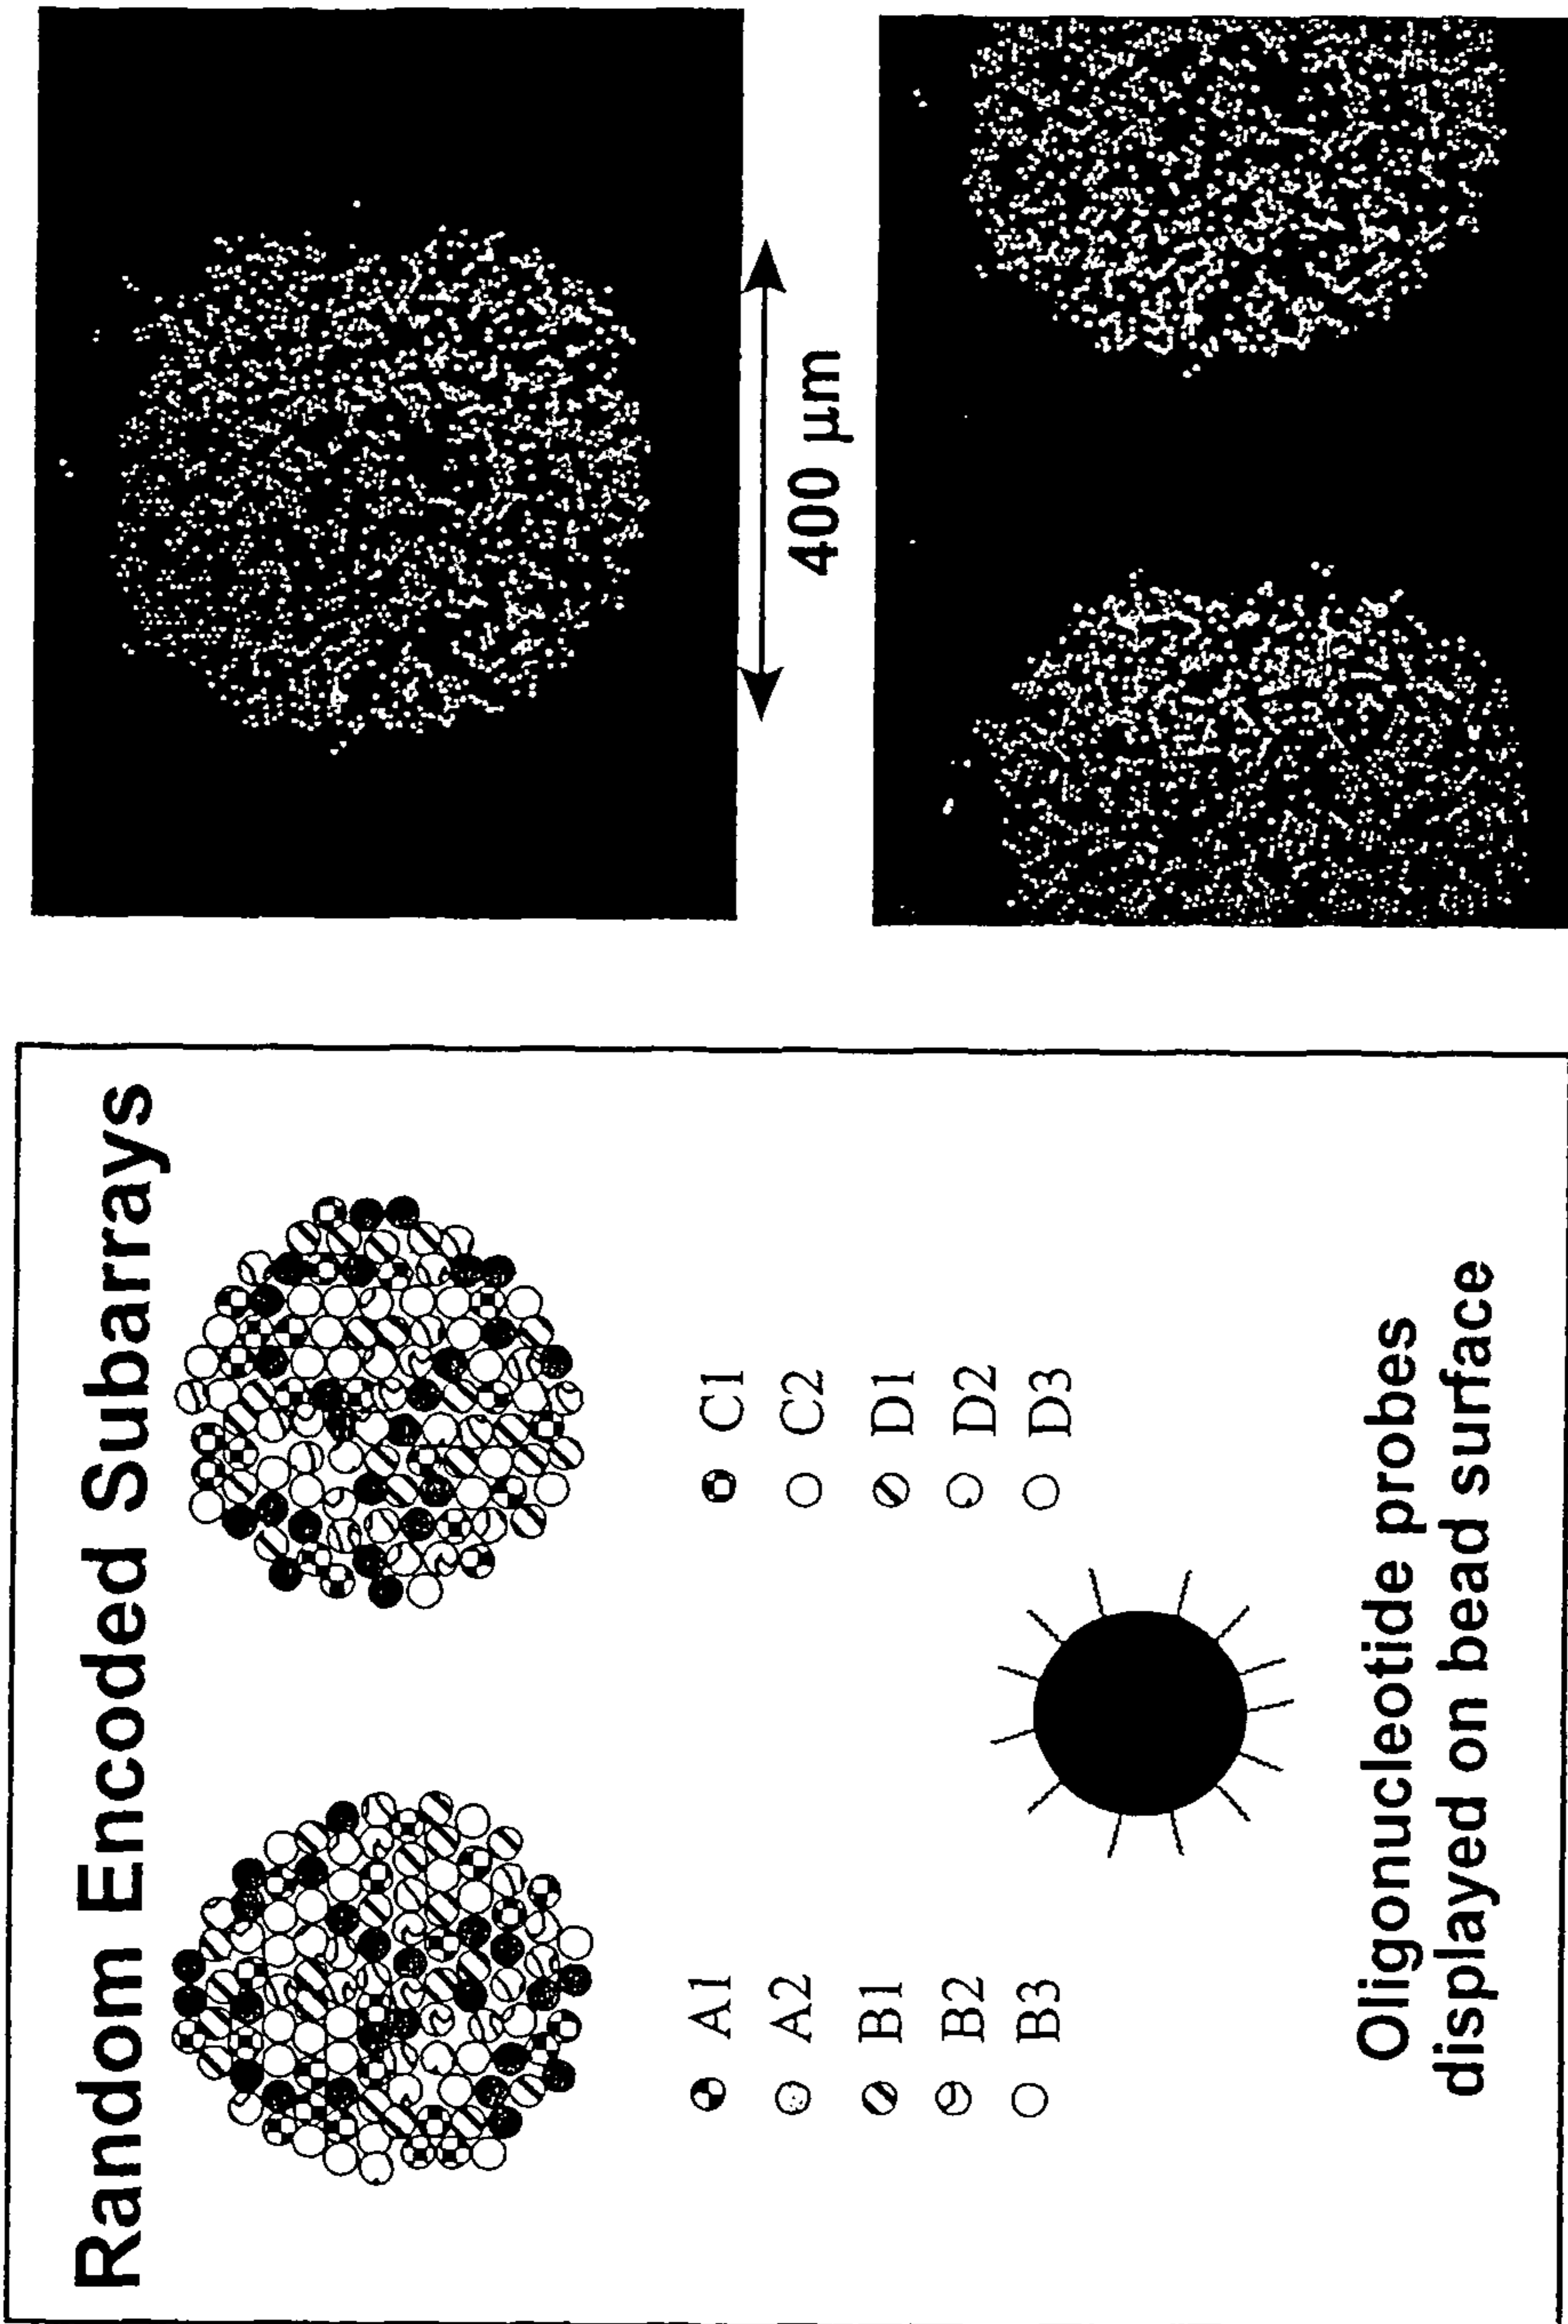 Random Encoded Subarrays
A1
A2
B1
B2
B3
C1
C2
D1
D2
D3
Oligonucleotide probes
displayed on bead surface
400 μm